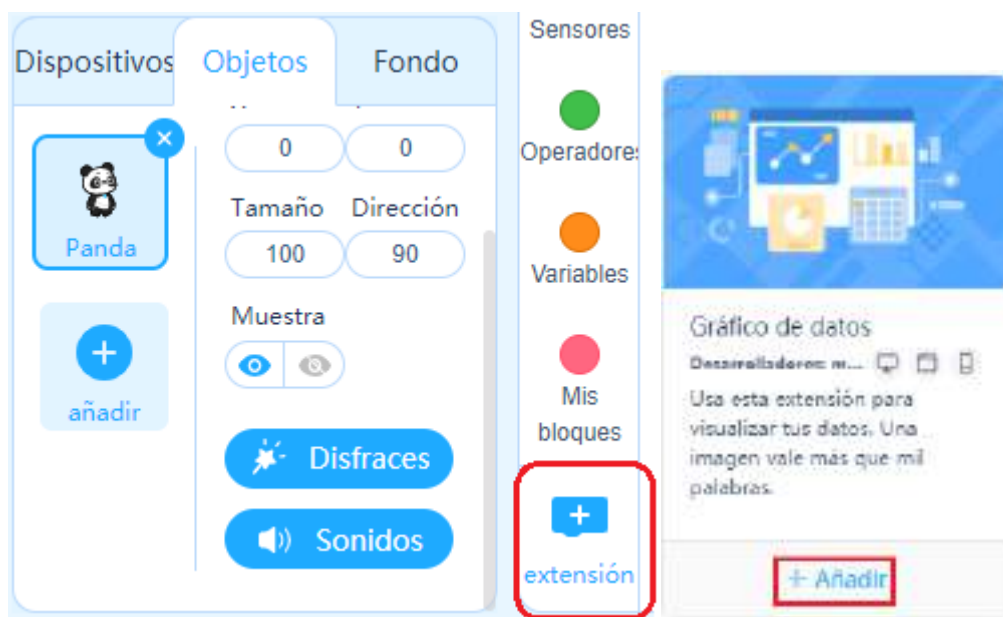 Dispositivos
Objetos
Fondo
0
0
Tamaño
Dirección
100
90
Panda
Muestra
añadir
Disfraces
Sonidos
Sensores
Operadores
Variables
Mis
bloques
extensión
Gráfico de datos
Desarrolladores: m...
Usa esta extensión para
visualizar tus datos. Una
imagen vale más que mil
palabras.
+ Añadir